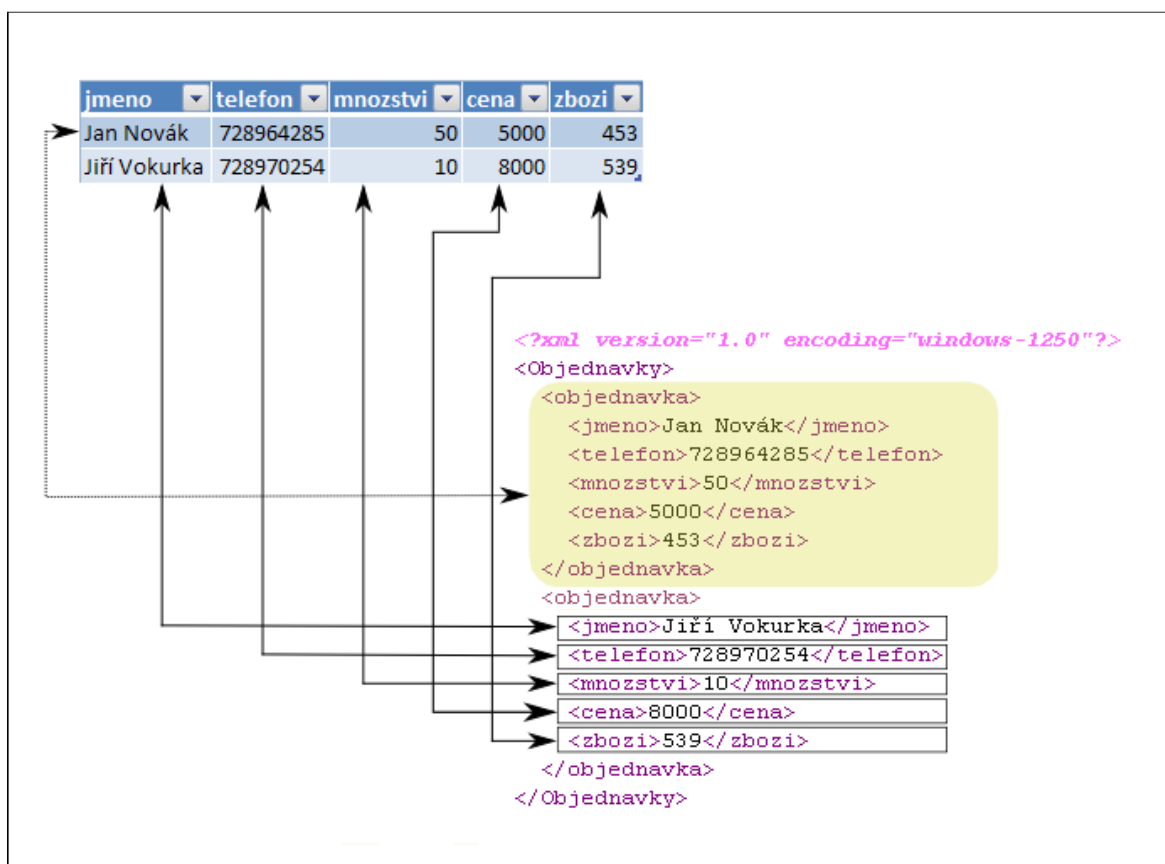 jmeno telefon mnozstvi cena zbozi
Jan Novák 728964285 50 5000 453
Jiří Vokurka 728970254 10 8000 539
<?xml version="1.0" encoding="windows-1250"?>
<Objednavky>
<objednavka>
<jmeno>Jan Novák</jmeno>
<telefon>728964285</telefon>
<mnozstvi>50</mnozstvi>
<cena>5000</cena>
<zbozi>453</zbozi>
</objednavka>
<objednavka>
<jmeno>Jiří Vokurka</jmeno>
<telefon>728970254</telefon>
<mnozstvi>10</mnozstvi>
<cena>8000</cena>
<zbozi>539</zbozi>
</objednavka>
</Objednavky>